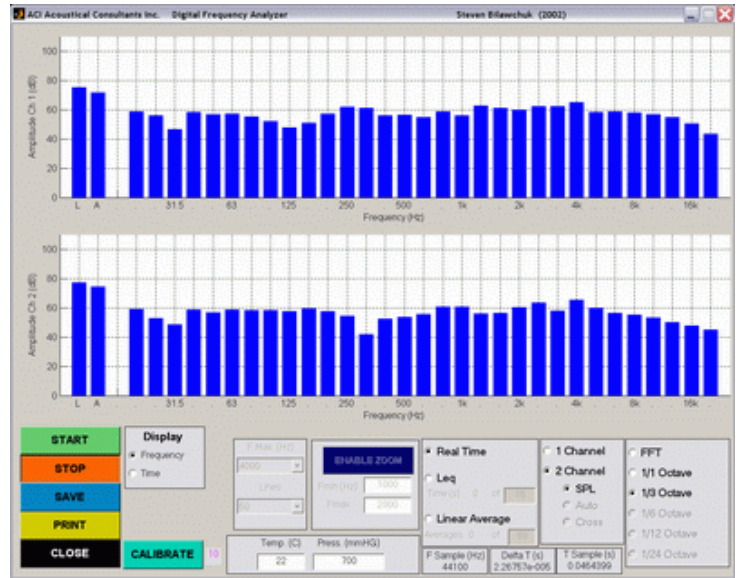 ACI Acoustical Consultants Inc. Digital Frequency Analyzer Steven Bilawchuk (2002)
Amplitude Ch 1 (dB)
100
80
60
40
20
0
L A 31.5 63 125 250 500 1k 2k 4k 8k 16k
Frequency (Hz)
Amplitude Ch 2 (dB)
100
80
60
40
20
0
L A 31.5 63 125 250 500 1k 2k 4k 8k 16k
Frequency (Hz)
START
STOP
SAVE
PRINT
CLOSE
Display
Frequency
Time
CALIBRATE
10
F Max. (Hz)
4000
Lines
ENABLE ZOOM
Fmin (Hz) 1000
Fmax 2000
Temp. (C) Press. (mmHG)
22 700
Real Time
Leq
Time (s) 0 of
Linear Average
Averages 0 of
1 Channel
2 Channel
SPL
Auto
Cross
FFT
1/1 Octave
1/3 Octave
1/6 Octave
1/12 Octave
1/24 Octave
F Sample (Hz) Delta T (s) T Sample (s)
44100 2.26757e-005 0.0464399